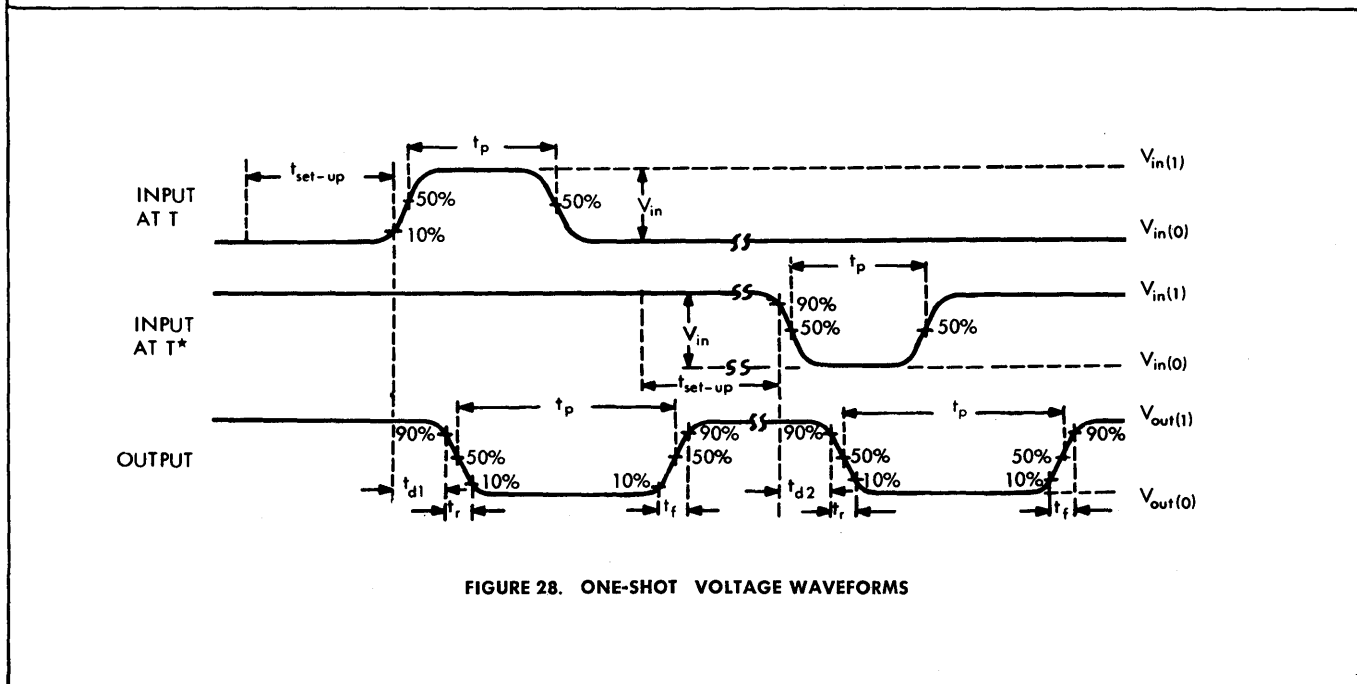 t_p
V_in(1)
t_set-up
INPUT
AT T
50%
V_in
50%
10%
V_in(0)
t_p
V_in(1)
90%
INPUT
AT T*
V_in
50%
50%
V_in(0)
t_set-up
t_p
t_p
V_out(1)
90%
90%
90%
90%
OUTPUT
50%
50%
50%
50%
10%
10%
10%
10%
t_d1
t_d2
t_r
t_f
t_r
t_f
V_out(0)
FIGURE 28. ONE-SHOT VOLTAGE WAVEFORMS